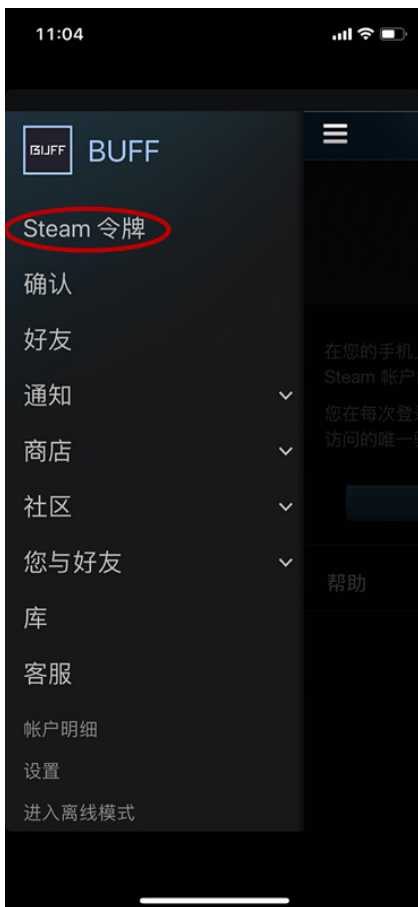 11:04
BUFF
BUFF
Steam 令牌
确认
好友
通知
商店
社区
您与好友
库
客服
帐户明细
设置
进入离线模式
在您的手机上
Steam 帐户
您在每次登
访问的唯一
帮助